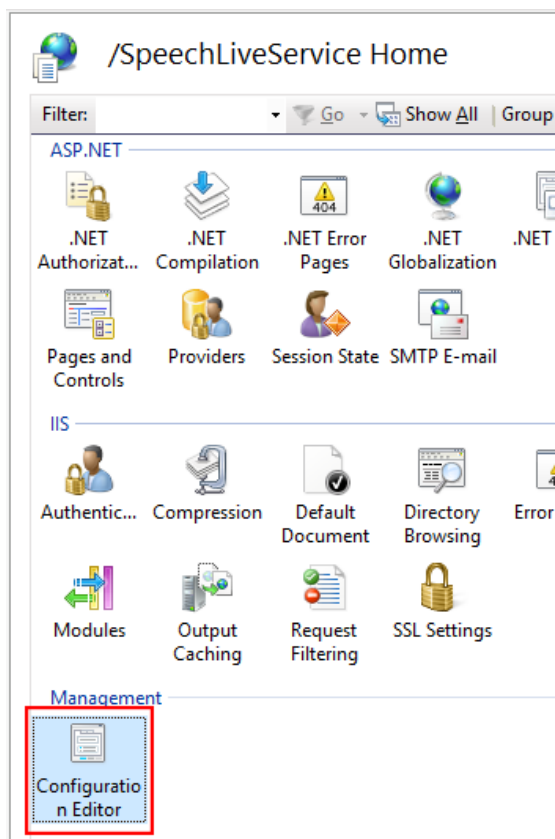 /SpeechLiveService Home
Filter: Go Show All Group
ASP.NET
.NET Authorizat...
.NET Compilation
.NET Error Pages
.NET Globalization
.NET
Pages and Controls
Providers
Session State
SMTP E-mail
IIS
Authentic...
Compression
Default Document
Directory Browsing
Error
Modules
Output Caching
Request Filtering
SSL Settings
Management
Configuratio
n Editor